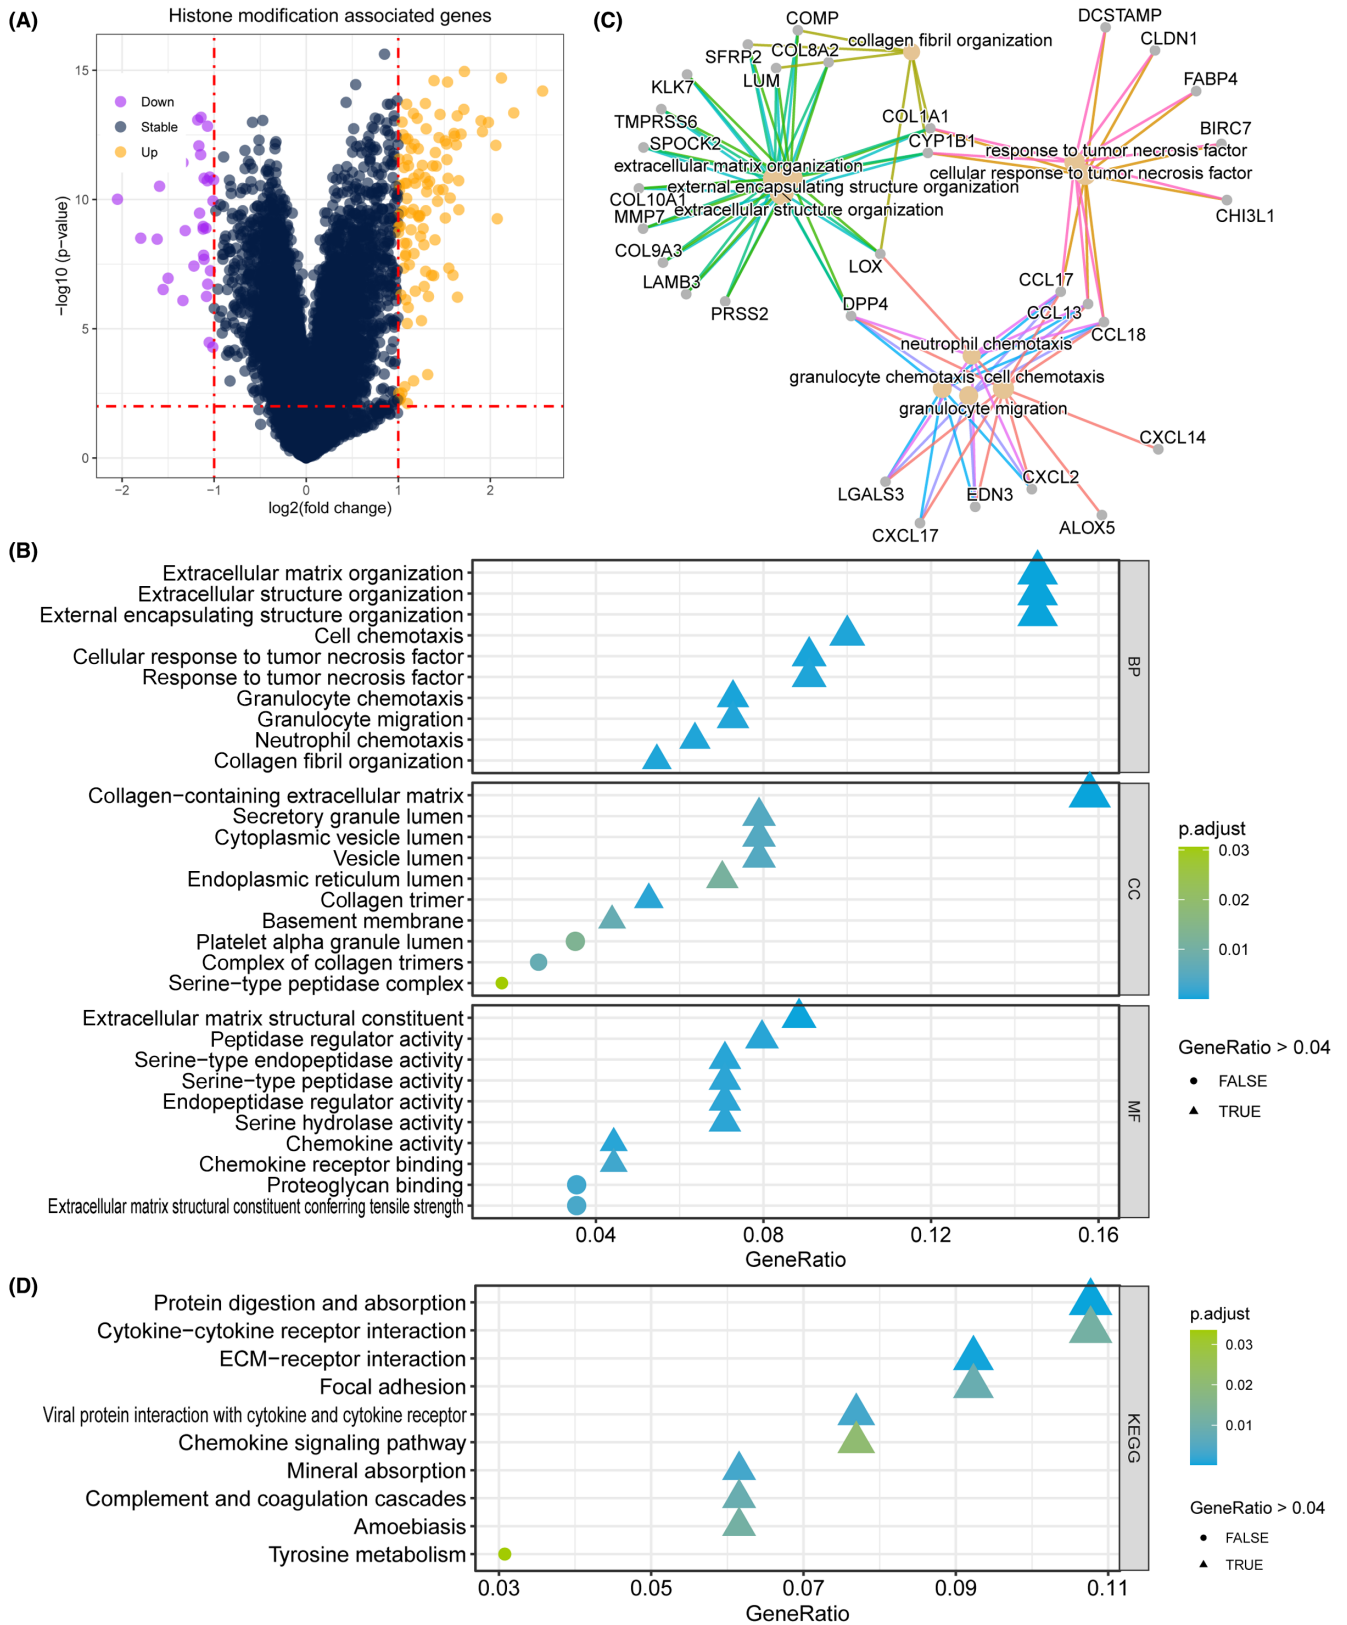 (A)
Histone modification associated genes
15
10
5
0
−log10 (p−value)
Down
Stable
Up
−2
−1
0
1
2
log2(fold change)
(C)
COMP
DCSTAMP
collagen fibril organization
CLDN1
SFRP2
COL8A2
LUM
KLK7
FABP4
TMPRSS6
COL1A1
BIRC7
SPOCK2
CYP1B1
response to tumor necrosis factor
extracellular matrix organization
cellular response to tumor necrosis factor
external encapsulating structure organization
COL10A1
extracellular structure organization
MMP7
CHI3L1
COL9A3
LOX
LAMB3
CCL17
PRSS2
DPP4
CCL13
CCL18
neutrophil chemotaxis
granulocyte chemotaxis
cell chemotaxis
granulocyte migration
CXCL14
LGALS3
EDN3
CXCL2
CXCL17
ALOX5
(B)
Extracellular matrix organization
Extracellular structure organization
External encapsulating structure organization
Cell chemotaxis
Cellular response to tumor necrosis factor
Response to tumor necrosis factor
Granulocyte chemotaxis
Granulocyte migration
Neutrophil chemotaxis
Collagen fibril organization
BP
Collagen−containing extracellular matrix
Secretory granule lumen
Cytoplasmic vesicle lumen
Vesicle lumen
Endoplasmic reticulum lumen
Collagen trimer
Basement membrane
Platelet alpha granule lumen
Complex of collagen trimers
Serine−type peptidase complex
CC
Extracellular matrix structural constituent
Peptidase regulator activity
Serine−type endopeptidase activity
Serine−type peptidase activity
Endopeptidase regulator activity
Serine hydrolase activity
Chemokine activity
Chemokine receptor binding
Proteoglycan binding
Extracellular matrix structural constituent conferring tensile strength
MF
0.04
0.08
0.12
0.16
GeneRatio
p.adjust
0.03
0.02
0.01
GeneRatio > 0.04
FALSE
TRUE
(D)
Protein digestion and absorption
Cytokine−cytokine receptor interaction
ECM−receptor interaction
Focal adhesion
Viral protein interaction with cytokine and cytokine receptor
Chemokine signaling pathway
Mineral absorption
Complement and coagulation cascades
Amoebiasis
Tyrosine metabolism
KEGG
0.03
0.05
0.07
0.09
0.11
GeneRatio
p.adjust
0.03
0.02
0.01
GeneRatio > 0.04
FALSE
TRUE